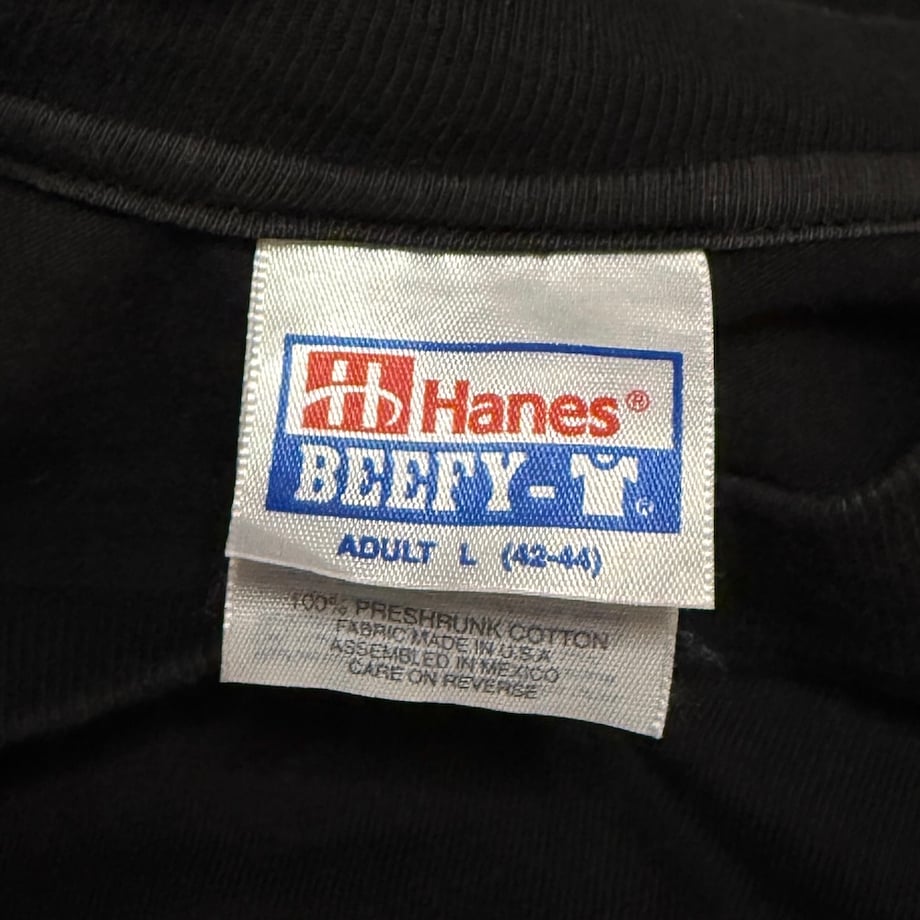 Hanes®
BEEFY-T®
ADULT L (42-44)
100% PRESHRUNK COTTON
FABRIC MADE IN U.S.A
ASSEMBLED IN MEXICO
CARE ON REVERSE